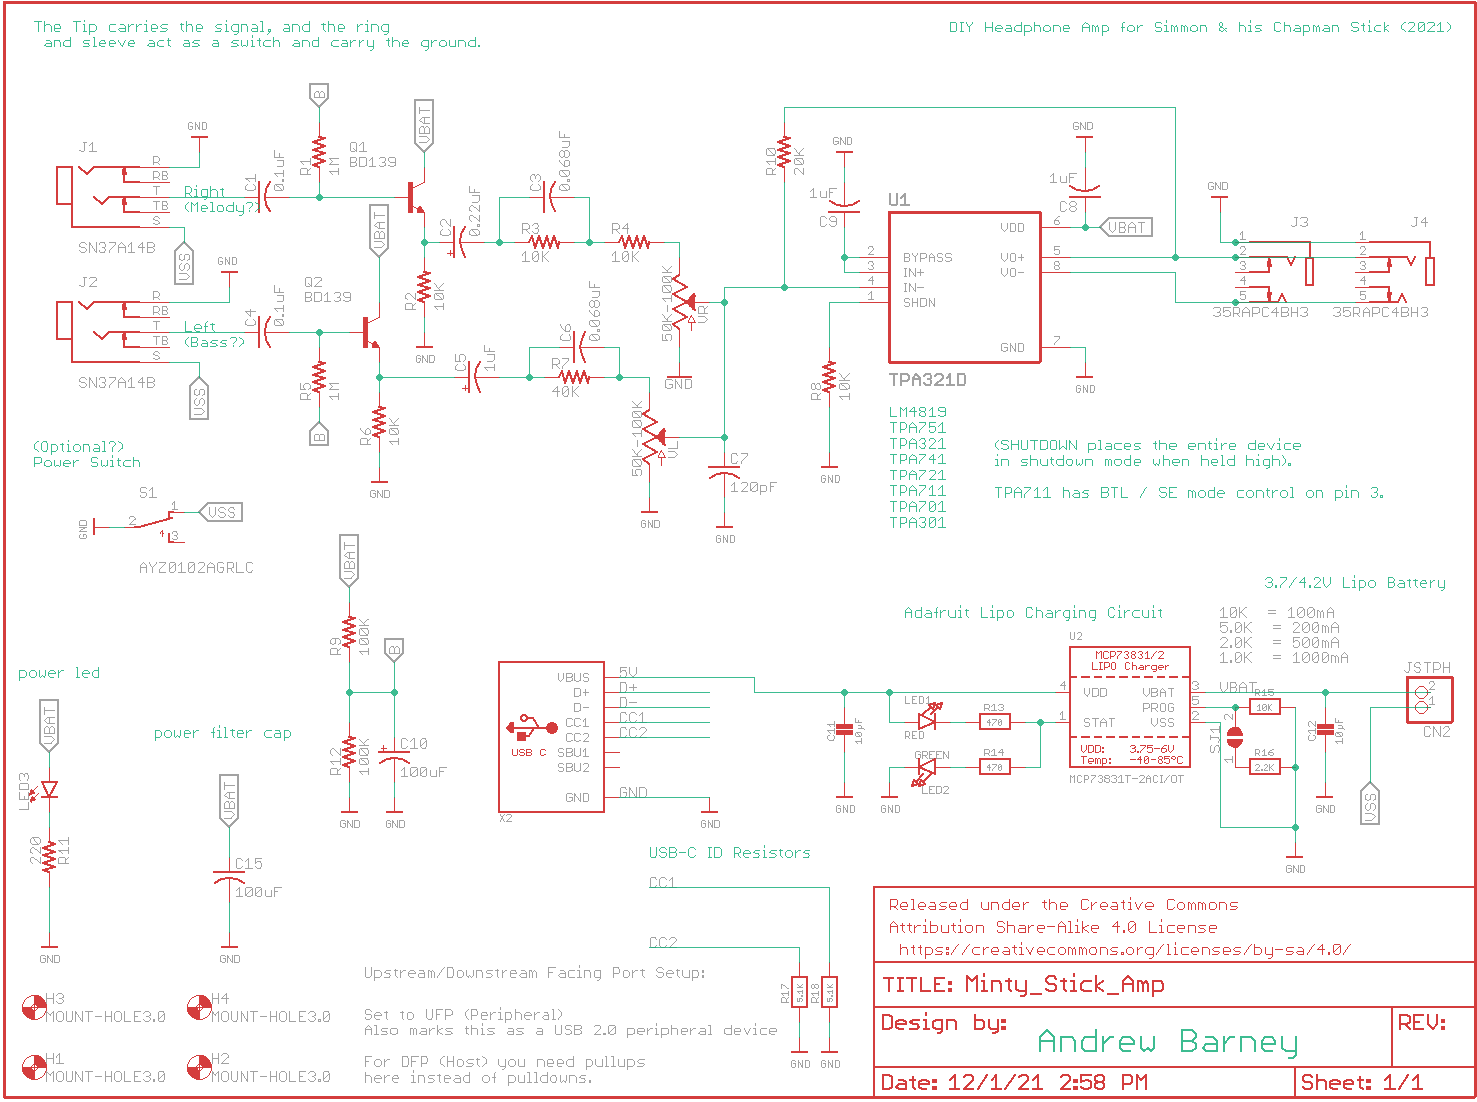 The Tip carries the signal, and the ring
and sleeve act as a switch and carry the ground.
DIY Headphone Amp for Simmon & his Chapman Stick (2021)
J1
GND
R
RB
T
TB
S
Right
(Melody?)
SN37A14B
VSS
C1
0.1uF
B
R1
1M
Q1
BD139
VBAT
J2
GND
R
RB
T
TB
S
Left
(Bass?)
SN37A14B
VSS
C4
0.1uF
Q2
BD139
VBAT
R5
1M
B
R2
10K
GND
R6
10K
GND
C2
0.22uF
C3
0.068uF
R3
10K
R4
10K
C5
1uF
C6
0.068uF
R7
40K
50K-100K
VR
GND
50K-100K
VL
GND
C7
120pF
GND
R10
20K
GND
1uF
C9
U1
2 BYPASS
3 IN+
4 IN-
1 SHDN
VDD 6
VO+ 5
VO- 8
GND 7
TPA321D
R8
10K
GND
GND
1uF
C8
VBAT
GND
GND
J3
1
2
3
4
5
35RAPC4BH3
J4
1
2
3
4
5
35RAPC4BH3
LM4819
TPA751
TPA321
TPA741
TPA721
TPA711
TPA701
TPA301
(SHUTDOWN places the entire device
in shutdown mode when held high).
TPA711 has BTL / SE mode control on pin 3.
(Optional?)
Power Switch
S1
GND
2
1
4
3
VSS
AYZ0102AGRLC
power led
VBAT
LED3
220
R11
GND
power filter cap
VBAT
C15
100uF
GND
VBAT
R9
100K
B
R12
100K
C10
100uF
GND
GND
VBUS 5V
D+ D+
D- D-
CC1 CC1
CC2 CC2
SBU1
SBU2
GND GND
USB C
X2
GND
3.7/4.2V Lipo Battery
Adafruit Lipo Charging Circuit
10K = 100mA
5.0K = 200mA
2.0K = 500mA
1.0K = 1000mA
C11
10µF
GND
LED1
RED
R13
470
GREEN
LED2
GND
R14
470
U2
MCP73831/2
LIPO Charger
4 VDD
1 STAT
VBAT 3
PROG 5
VSS 2
VDD: 3.75-6V
Temp: -40-85°C
MCP73831T-2ACI/OT
VBAT
R15
10K
SJ1
2
1
R16
2.2K
GND
C12
10µF
GND
VSS
JSTPH
2
1
CN2
USB-C ID Resistors
CC1
CC2
R17
5.1K
R18
5.1K
GND
GND
Upstream/Downstream Facing Port Setup:
Set to UFP (Peripheral)
Also marks this as a USB 2.0 peripheral device
For DFP (Host) you need pullups
here instead of pulldowns.
H3
MOUNT-HOLE3.0
H4
MOUNT-HOLE3.0
H1
MOUNT-HOLE3.0
H2
MOUNT-HOLE3.0
Released under the Creative Commons
Attribution Share-Alike 4.0 License
https://creativecommons.org/licenses/by-sa/4.0/
TITLE: Minty_Stick_Amp
Design by:
Andrew Barney
REV:
Date: 12/1/21 2:58 PM
Sheet: 1/1